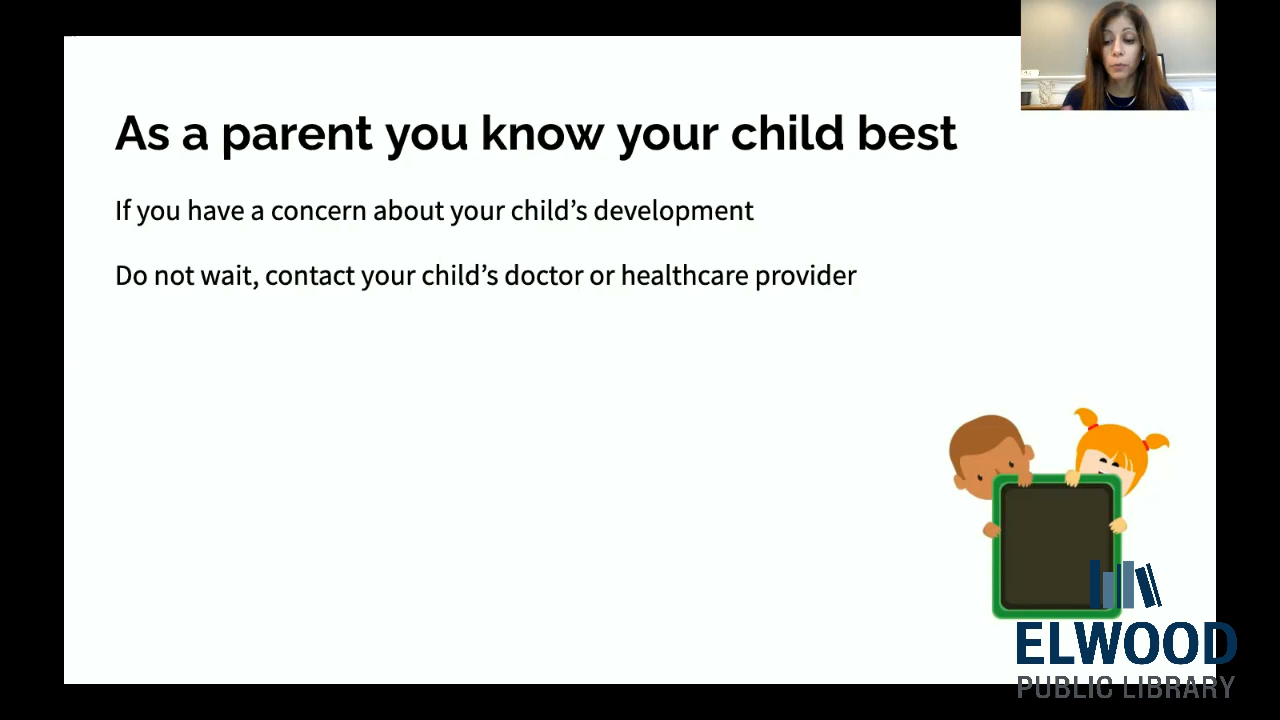 As a parent you know your child best
If you have a concern about your child’s development
Do not wait, contact your child’s doctor or healthcare provider
ELWOOD
PUBLIC LIBRARY